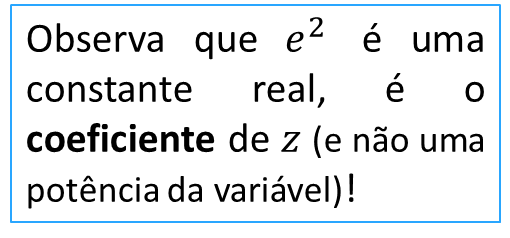 Observa que e² é uma
constante real, é o
coeficiente de z (e não uma
potência da variável)!